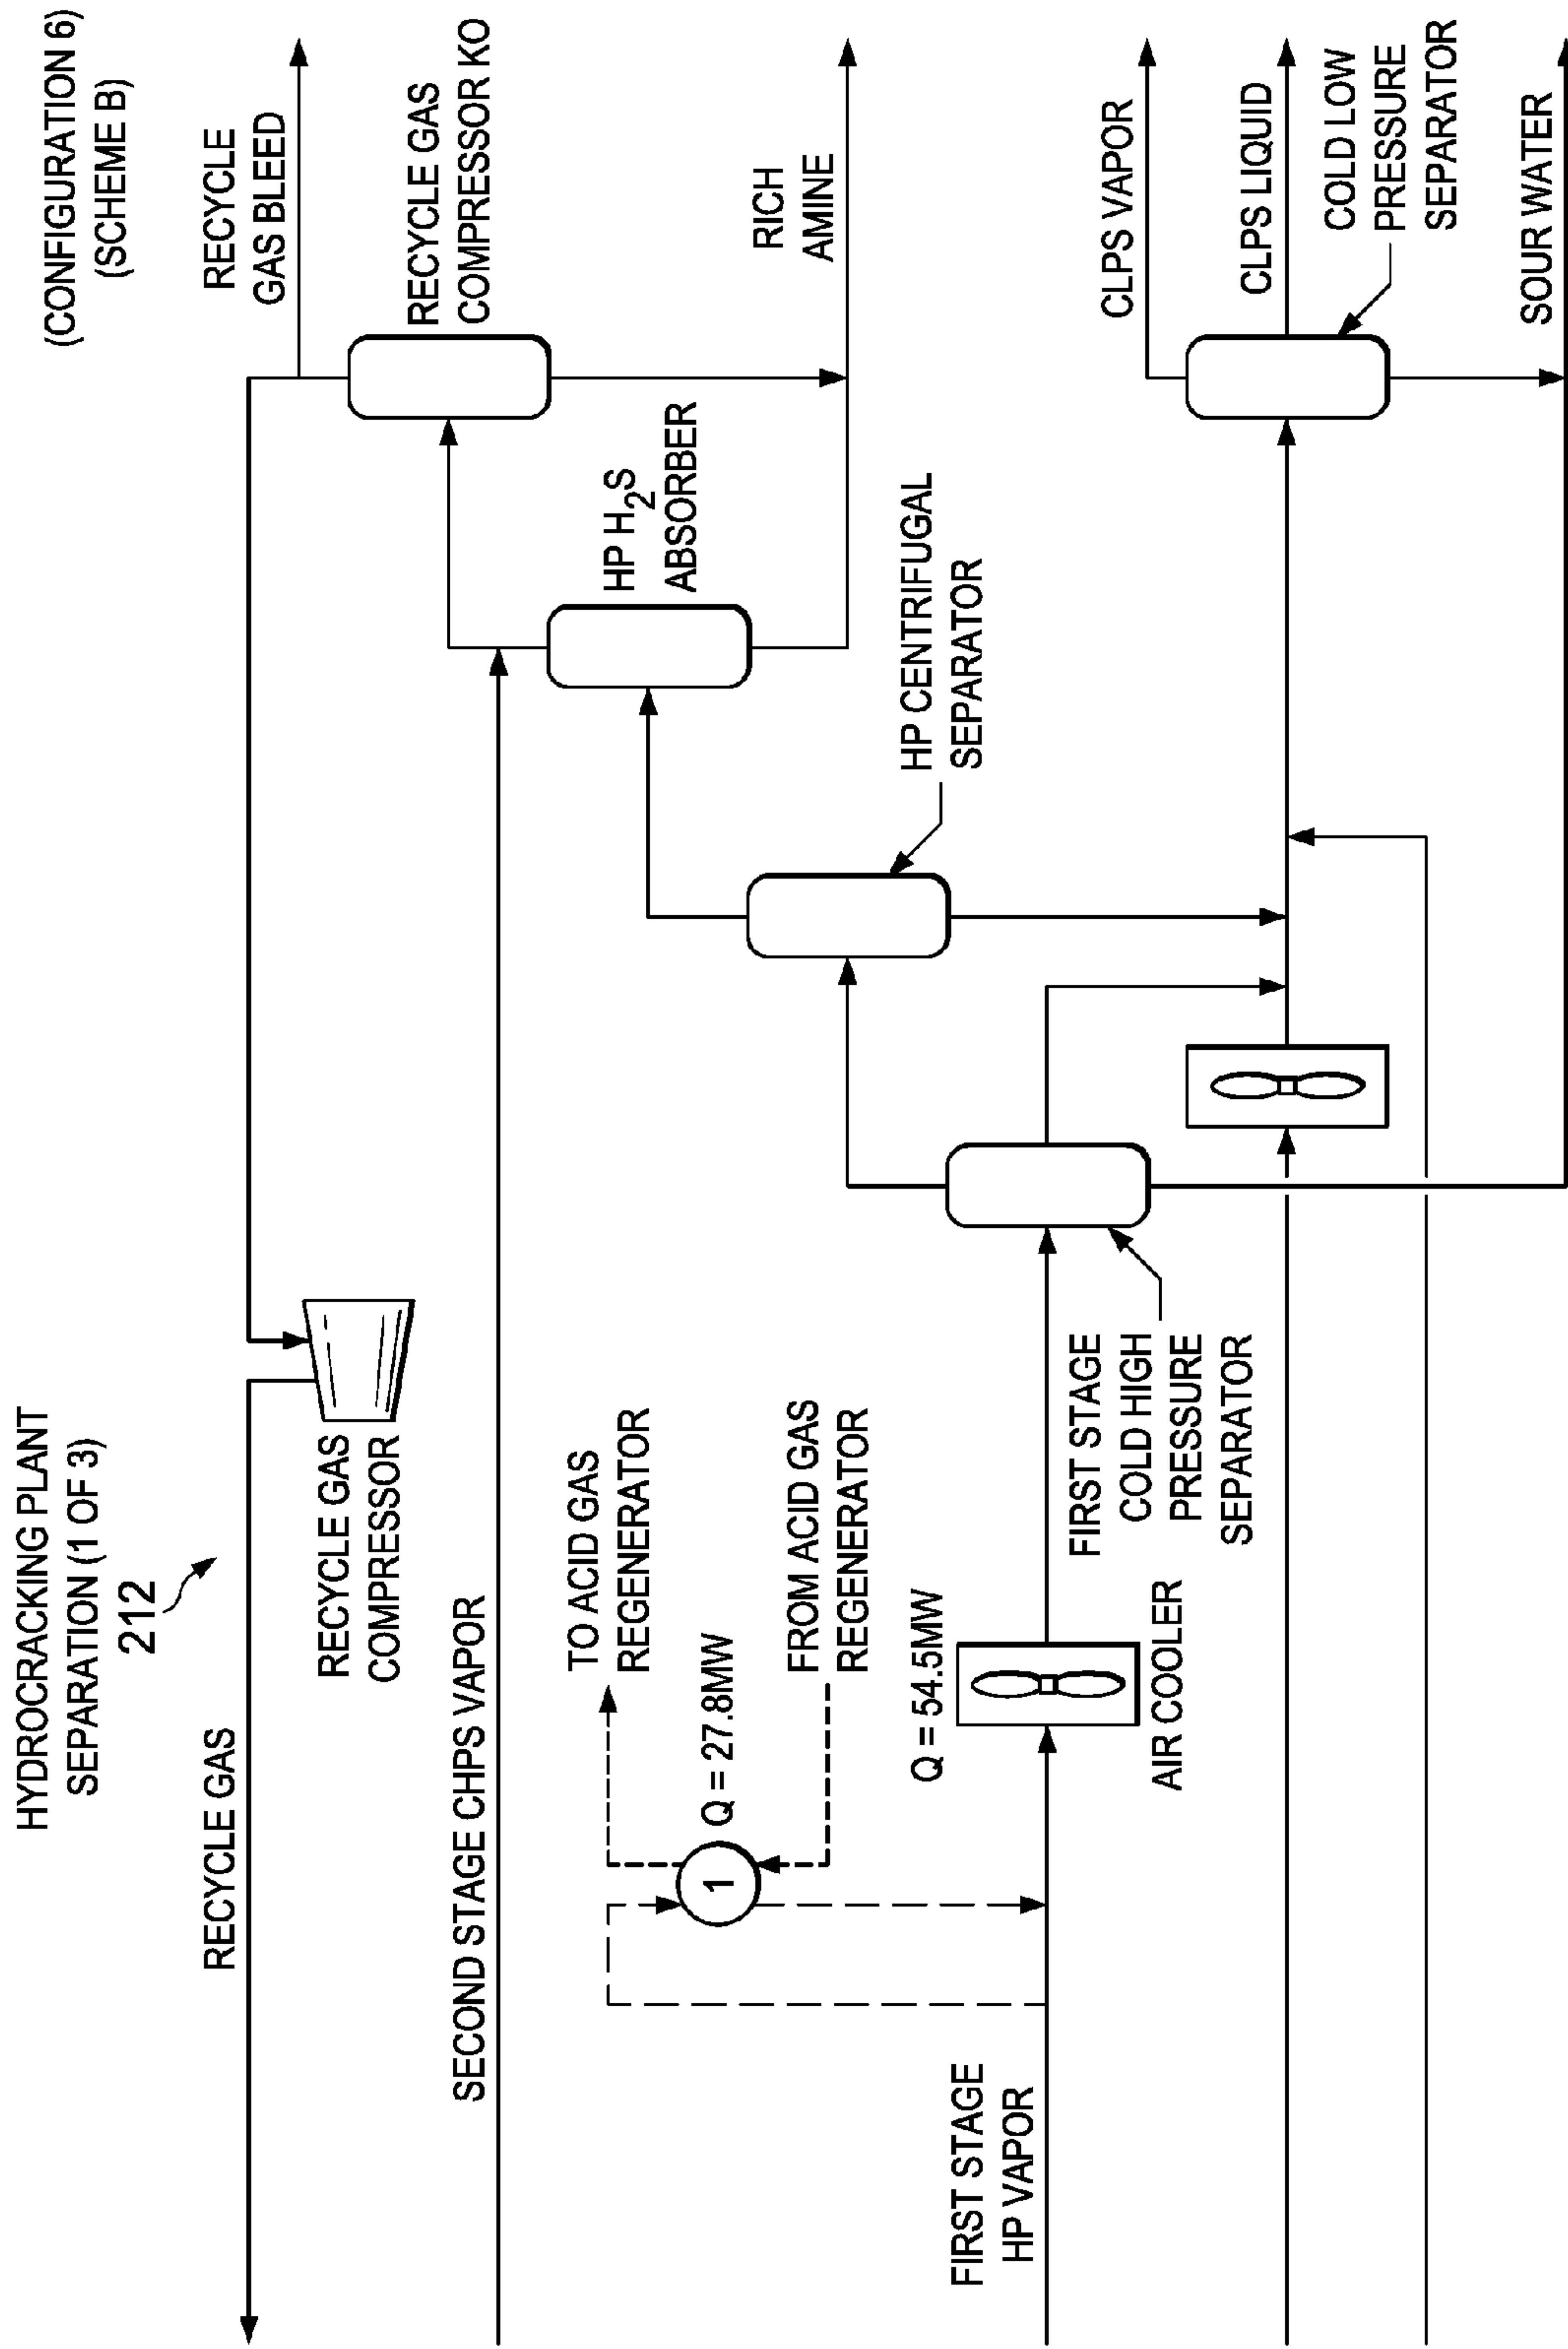 HYDROCRACKING PLANT
SEPARATION (1 OF 3)
212
(CONFIGURATION 6)
(SCHEME B)
RECYCLE GAS
RECYCLE GAS
COMPRESSOR
RECYCLE
GAS BLEED
RECYCLE GAS
COMPRESSOR KO
SECOND STAGE CHPS VAPOR
HP H2S
ABSORBER
TO ACID GAS
REGENERATOR
1
Q = 27.8MW
FROM ACID GAS
REGENERATOR
RICH
AMINE
HP CENTRIFUGAL
SEPARATOR
FIRST STAGE
HP VAPOR
Q = 54.5MW
AIR COOLER
FIRST STAGE
COLD HIGH
PRESSURE
SEPARATOR
CLPS VAPOR
CLPS LIQUID
COLD LOW
PRESSURE
SEPARATOR
SOUR WATER